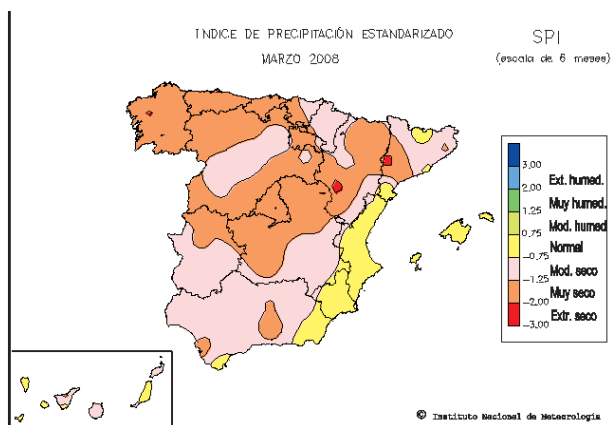 INDICE DE PRECIPITACIÓN ESTANDARIZADO
MARZO 2008
SPI
(escala de 6 meses)
3,00
Ext. humed.
2,00
Muy humed.
1,25
Mod. humed
0,75
Normal
-0,75
Mod. seco
-1,25
Muy seco
-2,00
Extr. seco
-3,00
© Instituto Nacional de Meteorología